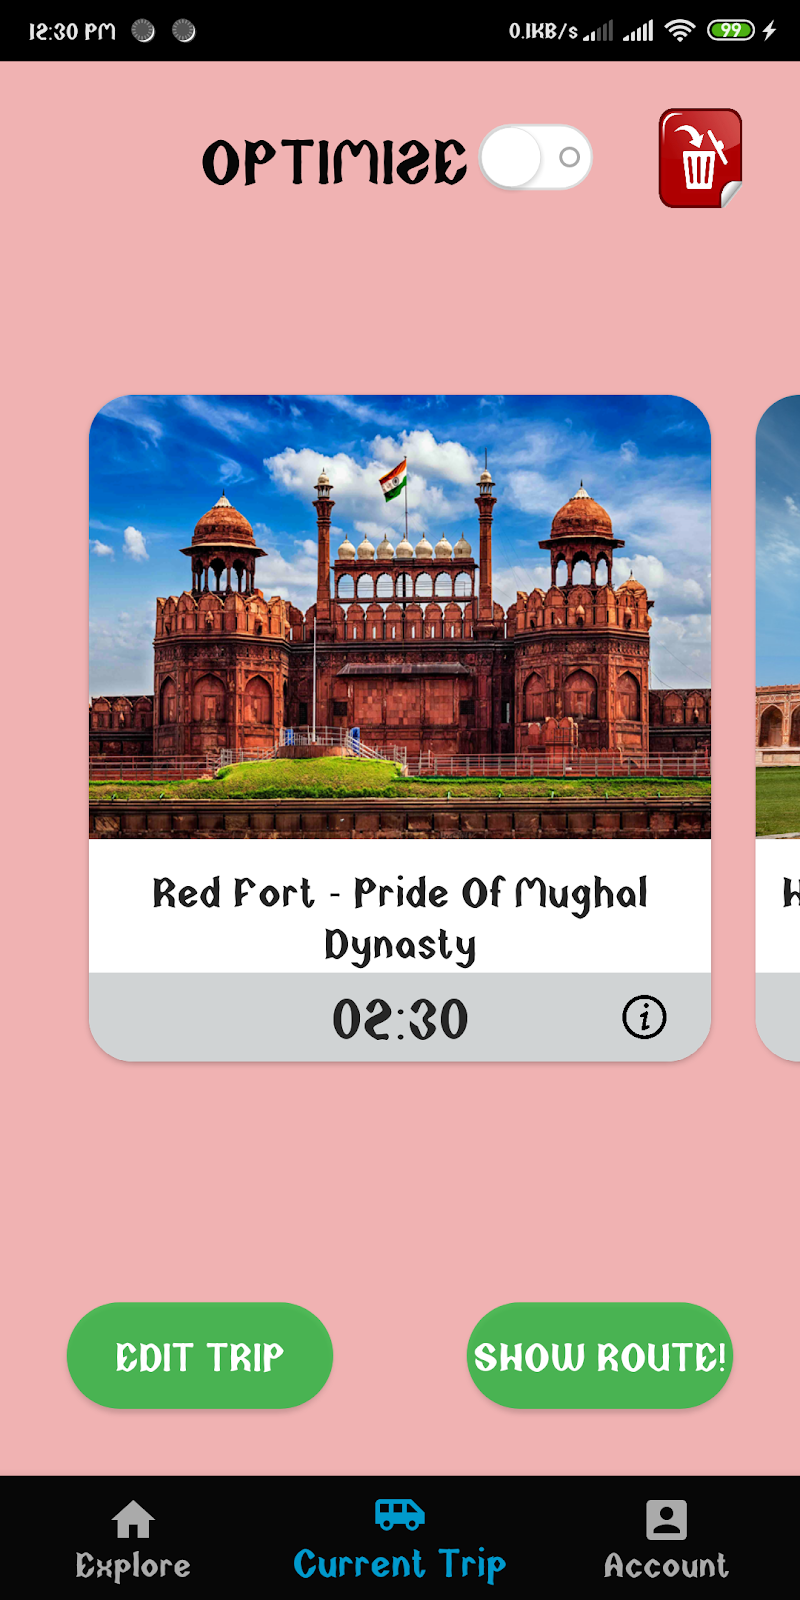 12:30 PM
0.1KB/s
99
OPTIMISE
Red Fort - Pride Of Mughal
Dynasty
02:30
H
EDIT TRIP
SHOW ROUTE!
Explore
Current Trip
Account